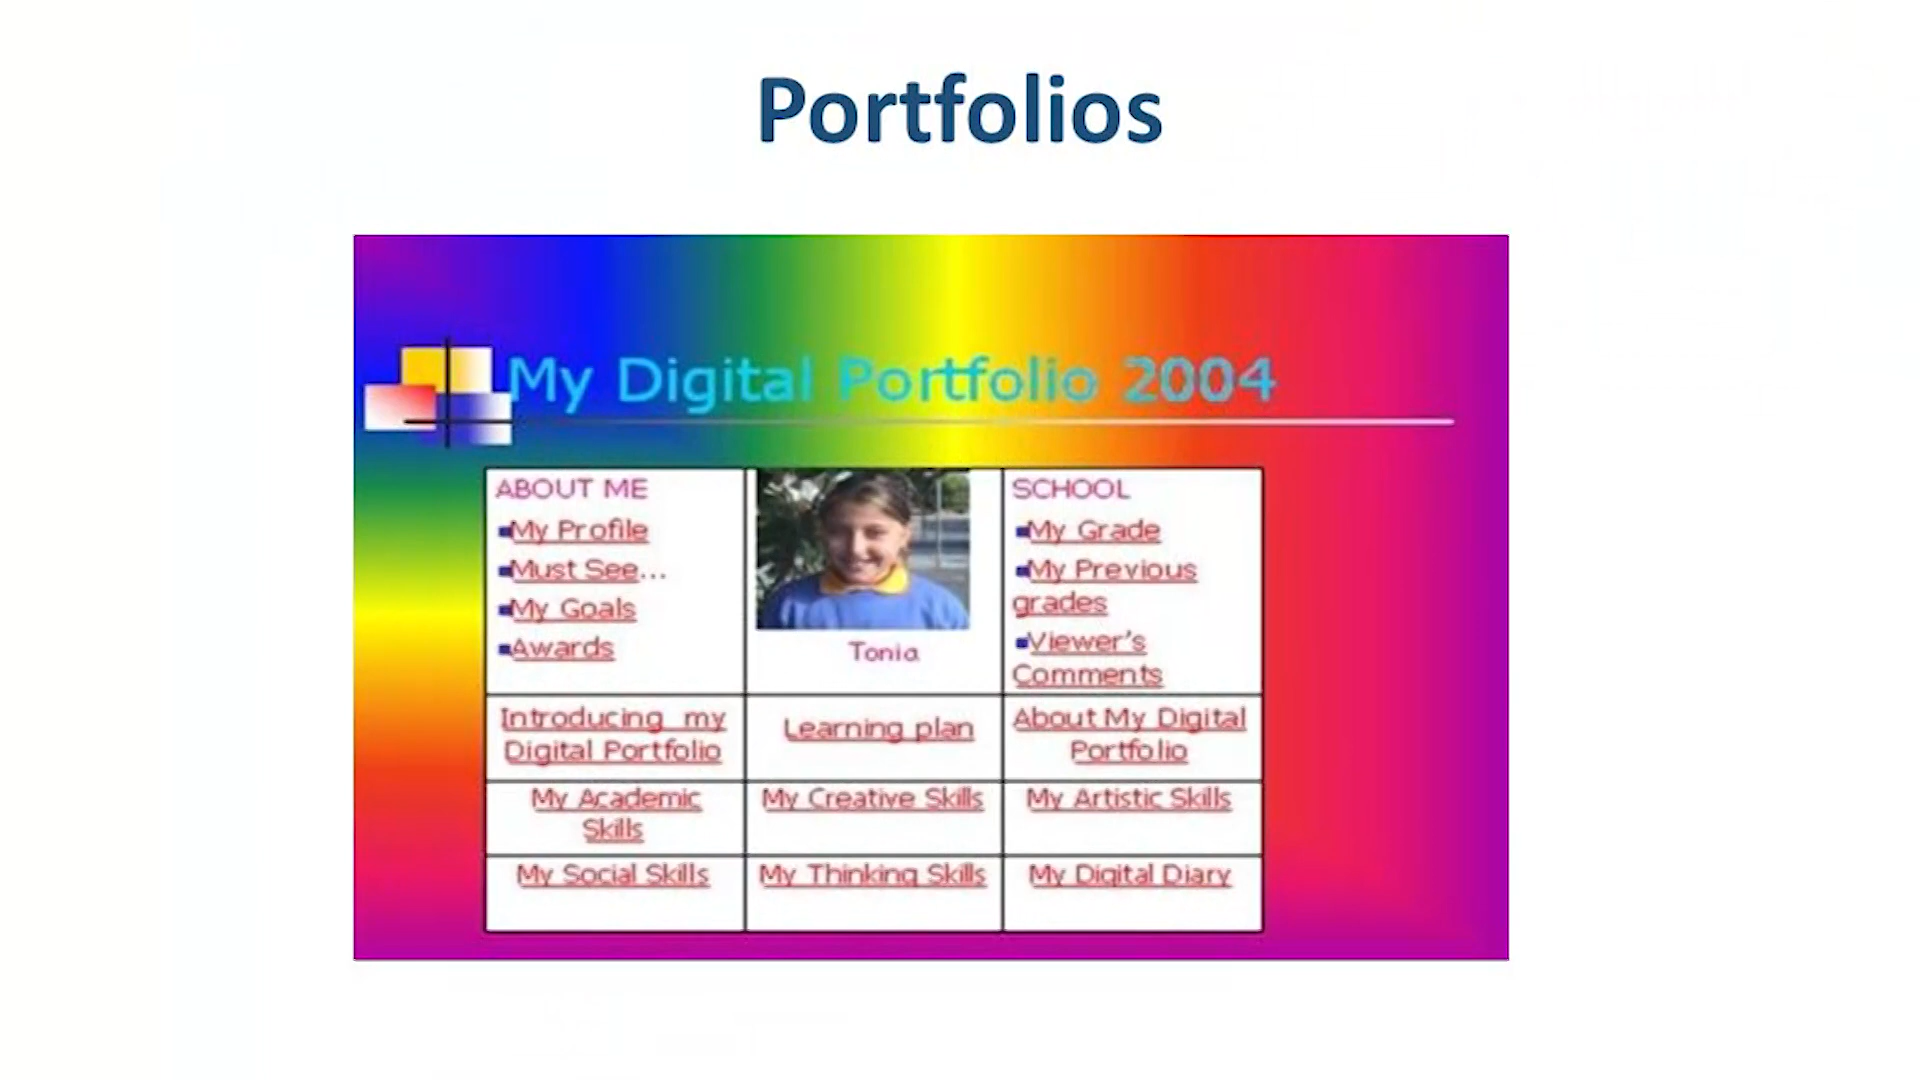 Portfolios
My Digital Portfolio 2004
ABOUT ME
My Profile
Must See...
My Goals
Awards
Tonia
SCHOOL
My Grade
My Previous
grades
Viewer's
Comments
Introducing my
Digital Portfolio
Learning plan
About My Digital
Portfolio
My Academic
Skills
My Creative Skills
My Artistic Skills
My Social Skills
My Thinking Skills
My Digital Diary